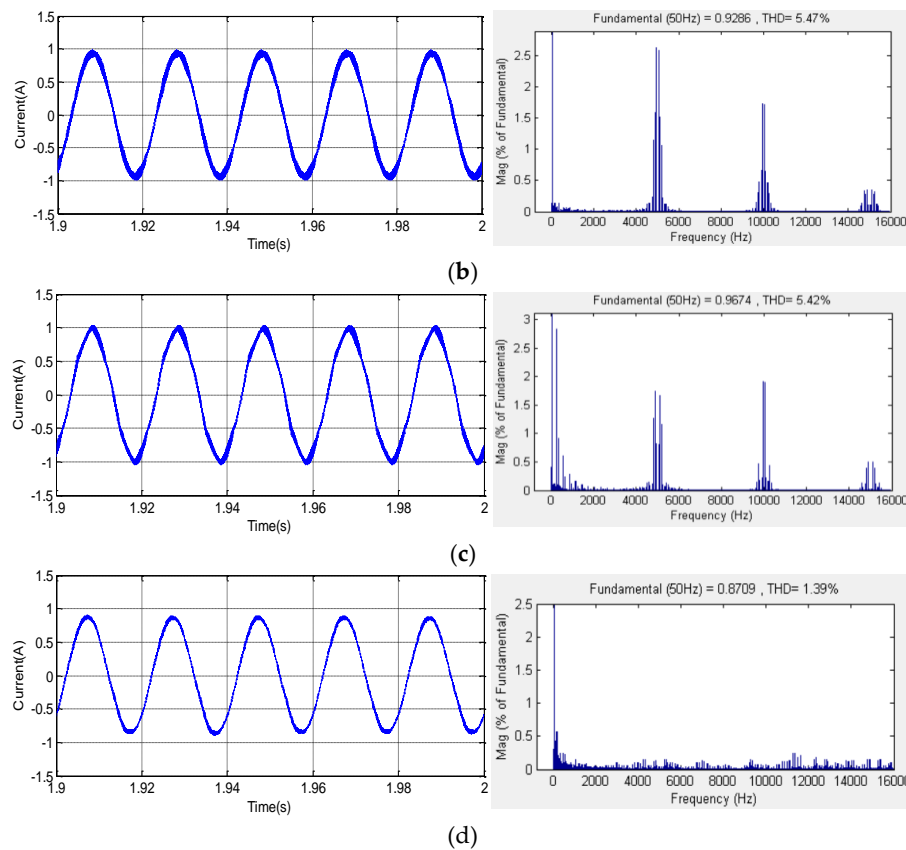 1.5
1
0.5
0
-0.5
-1
-1.5
Current(A)
1.9 1.92 1.94 1.96 1.98 2
Time(s)
Fundamental (50Hz) = 0.9286 , THD= 5.47%
2.5
2
1.5
1
0.5
0
Mag (% of Fundamental)
0 2000 4000 6000 8000 10000 12000 14000 16000
Frequency (Hz)
(b)
1.5
1
0.5
0
-0.5
-1
-1.5
Current(A)
1.9 1.92 1.94 1.96 1.98 2
Time(s)
Fundamental (50Hz) = 0.9674 , THD= 5.42%
3
2.5
2
1.5
1
0.5
0
Mag (% of Fundamental)
0 2000 4000 6000 8000 10000 12000 14000 16000
Frequency (Hz)
(c)
1.5
1
0.5
0
-0.5
-1
-1.5
Current(A)
1.9 1.92 1.94 1.96 1.98 2
Time(s)
Fundamental (50Hz) = 0.8709 , THD= 1.39%
2.5
2
1.5
1
0.5
0
Mag (% of Fundamental)
0 2000 4000 6000 8000 10000 12000 14000 16000
Frequency (Hz)
(d)